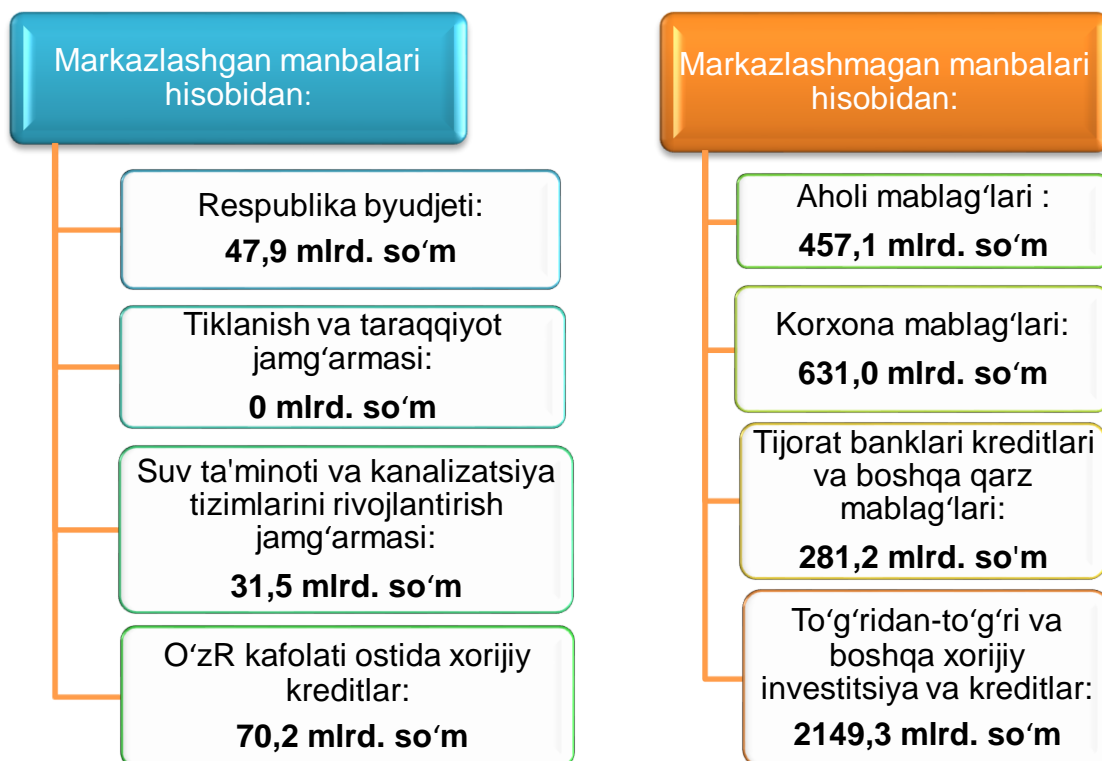 Markazlashgan manbalari
hisobidan:
Respublika byudjeti:
47,9 mlrd. so‘m
Tiklanish va taraqqiyot
jamg‘armasi:
0 mlrd. so‘m
Suv ta'minoti va kanalizatsiya
tizimlarini rivojlantirish
jamg‘armasi:
31,5 mlrd. so‘m
O‘zR kafolati ostida xorijiy
kreditlar:
70,2 mlrd. so‘m
Markazlashmagan manbalari
hisobidan:
Aholi mablag‘lari :
457,1 mlrd. so‘m
Korxona mablag‘lari:
631,0 mlrd. so‘m
Tijorat banklari kreditlari
va boshqa qarz
mablag‘lari:
281,2 mlrd. so'm
To‘g‘ridan-to‘g‘ri va
boshqa xorijiy
investitsiya va kreditlar:
2149,3 mlrd. so‘m